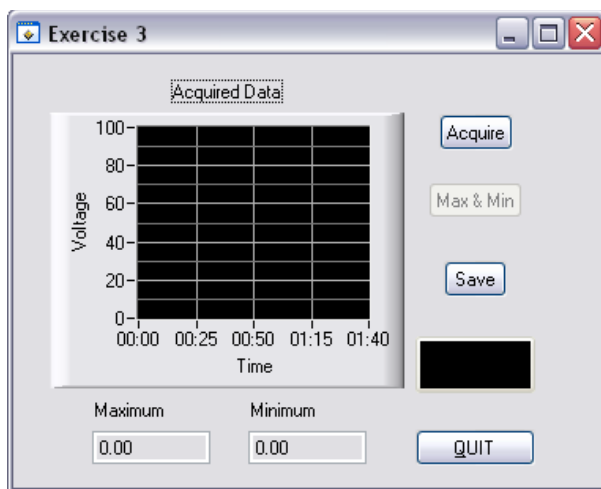 Exercise 3
Acquired Data
100
80
60
40
20
0
Voltage
00:00 00:25 00:50 01:15 01:40
Time
Acquire
Max & Min
Save
Maximum
Minimum
0.00
0.00
QUIT